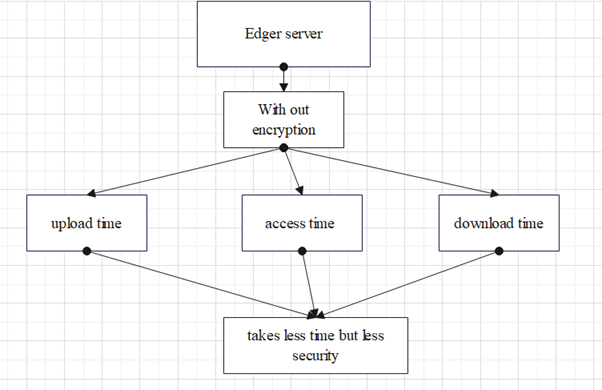 Edger server
With out
encryption
upload time
access time
download time
takes less time but less
security